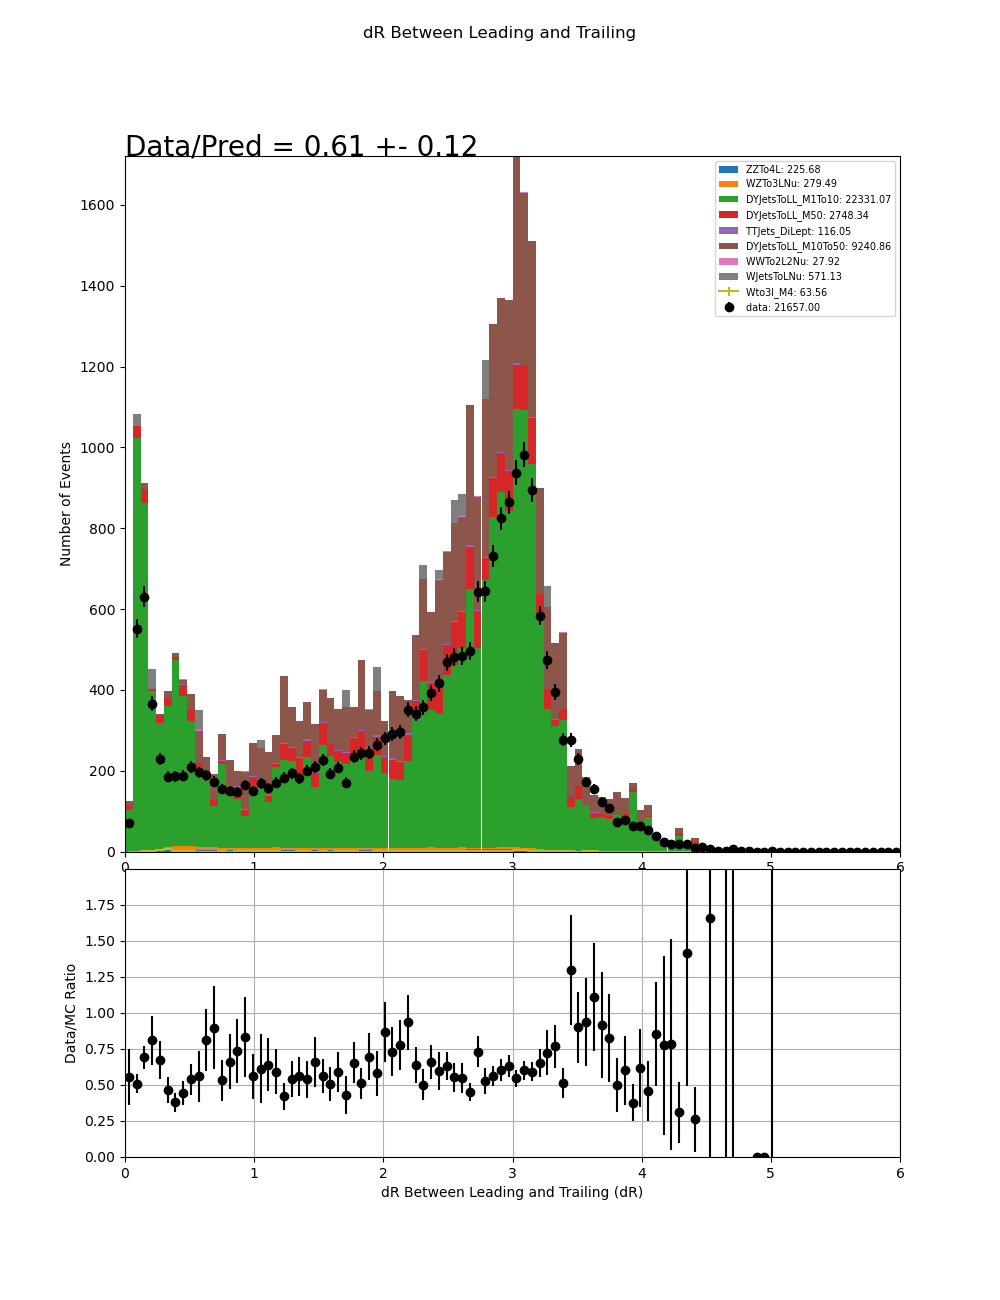 dR Between Leading and Trailing
Data/Pred = 0.61 +- 0.12
ZZTo4L: 225.68
WZTo3LNu: 279.49
DYJetsToLL_M1To10: 22331.07
DYJetsToLL_M50: 2748.34
TTJets_DiLept: 116.05
DYJetsToLL_M10To50: 9240.86
WWTo2L2Nu: 27.92
WJetsToLNu: 571.13
Wto3l_M4: 63.56
data: 21657.00
Number of Events
1600
1400
1200
1000
800
600
400
200
0
0 1 2 3 4 5 6
Data/MC Ratio
1.75
1.50
1.25
1.00
0.75
0.50
0.25
0.00
0 1 2 3 4 5 6
dR Between Leading and Trailing (dR)